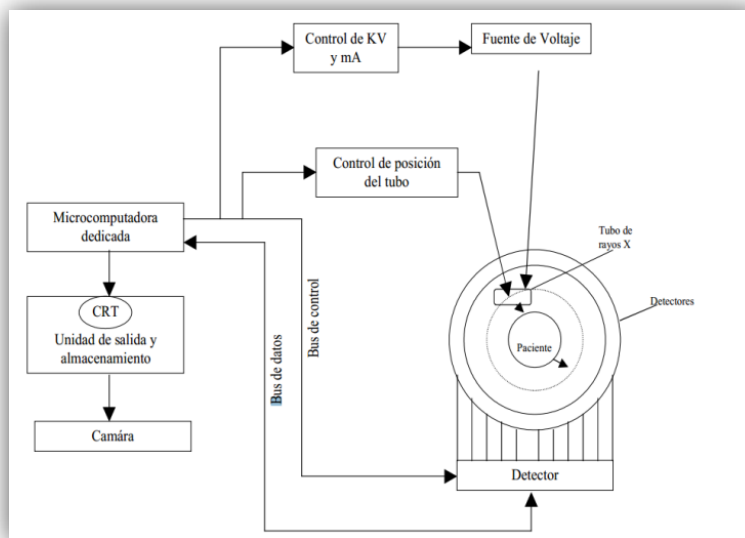 Control de KV
y mA
Fuente de Voltaje
Control de posición
del tubo
Microcomputadora
dedicada
Tubo de
rayos X
Detectores
CRT
Unidad de salida y
almacenamiento
Paciente
Bus de datos
Bus de control
Camára
Detector